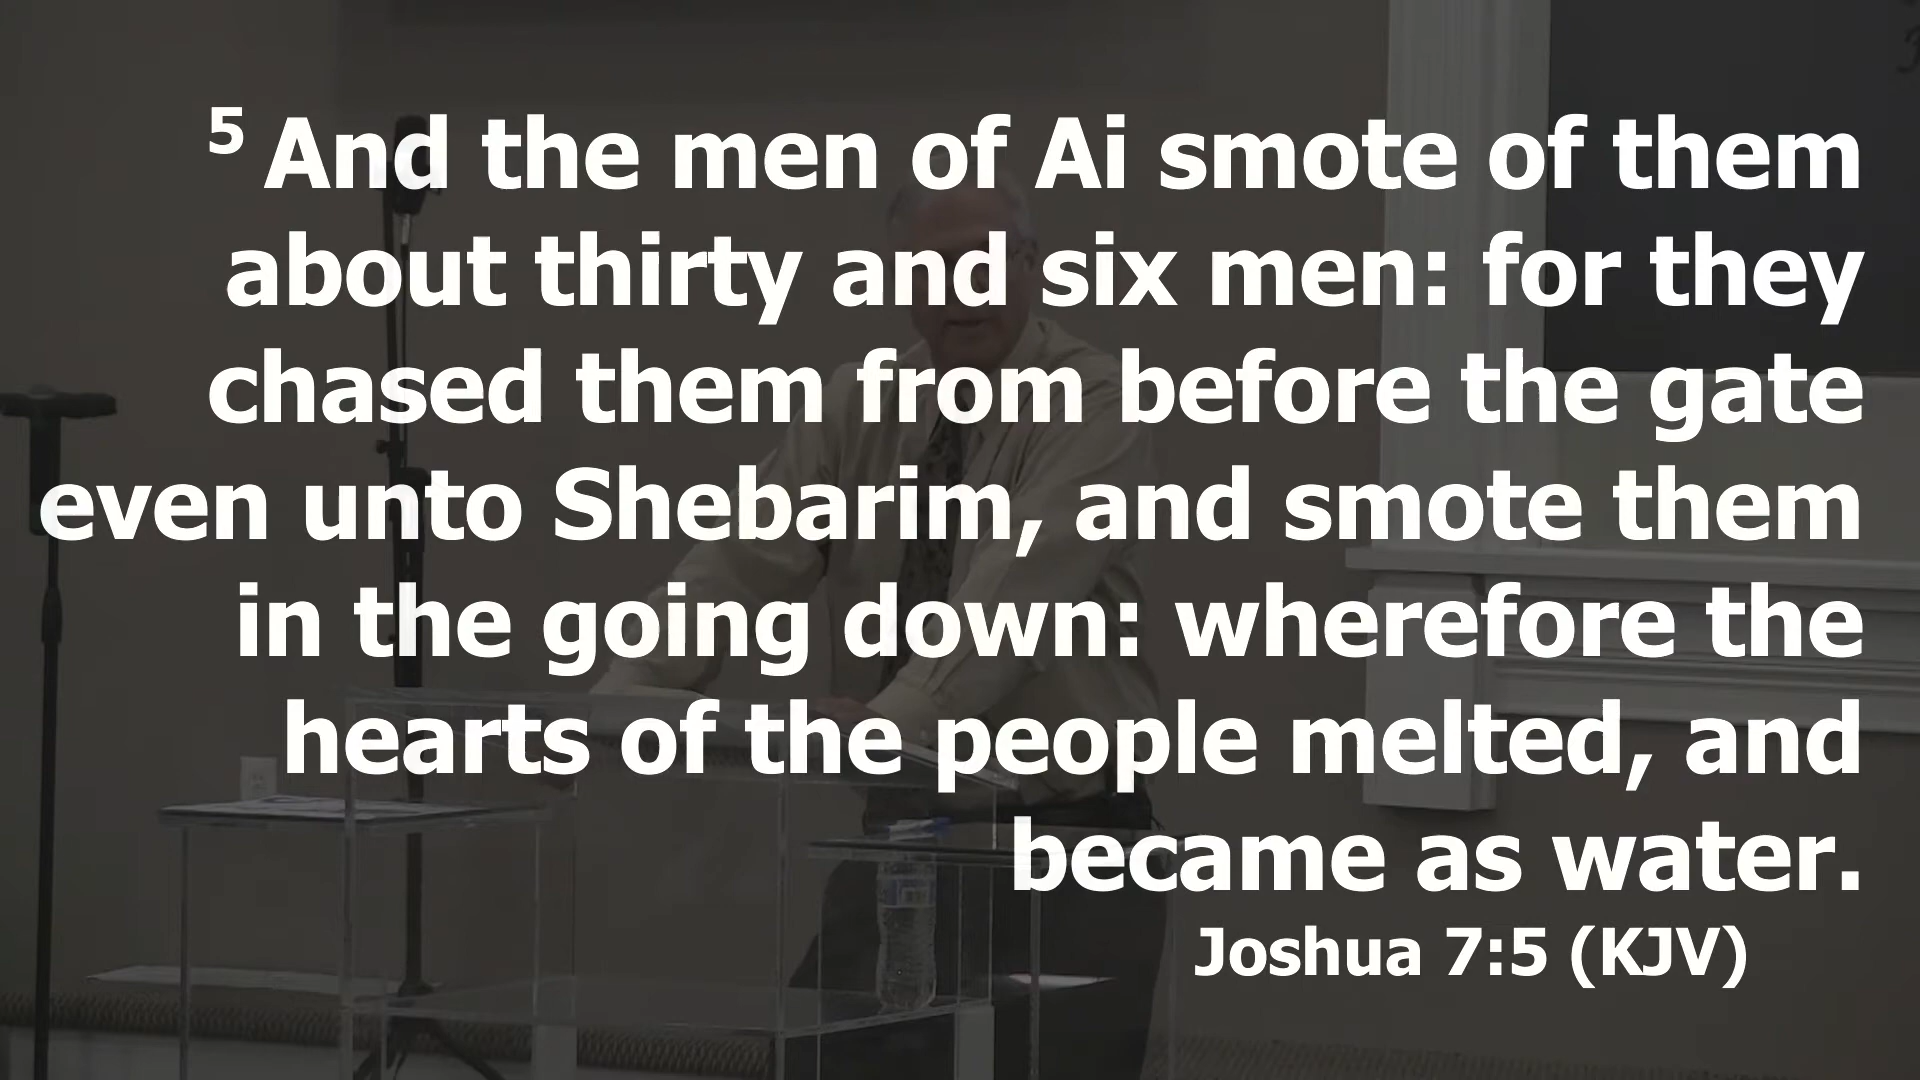 5 And the men of Ai smote of them
about thirty and six men: for they
chased them from before the gate
even unto Shebarim, and smote them
in the going down: wherefore the
hearts of the people melted, and
became as water.
Joshua 7:5 (KJV)